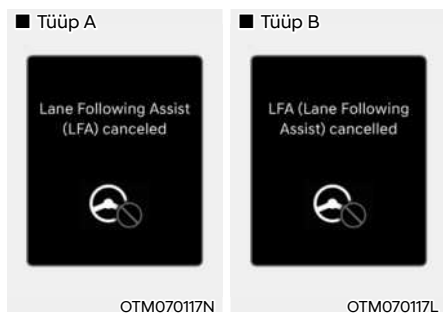 ■ Tüüp A
Lane Following Assist
(LFA) canceled
OTM070117N
■ Tüüp B
LFA (Lane Following
Assist) cancelled
OTM070117L